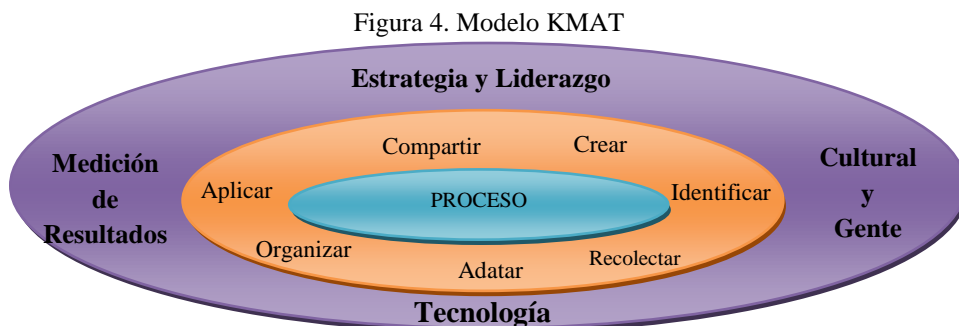 Figura 4. Modelo KMAT
Estrategia y Liderazgo
Compartir
Crear
Medición
de
Resultados
Cultural
y
Gente
Aplicar
PROCESO
Identificar
Organizar
Adatar
Recolectar
Tecnología